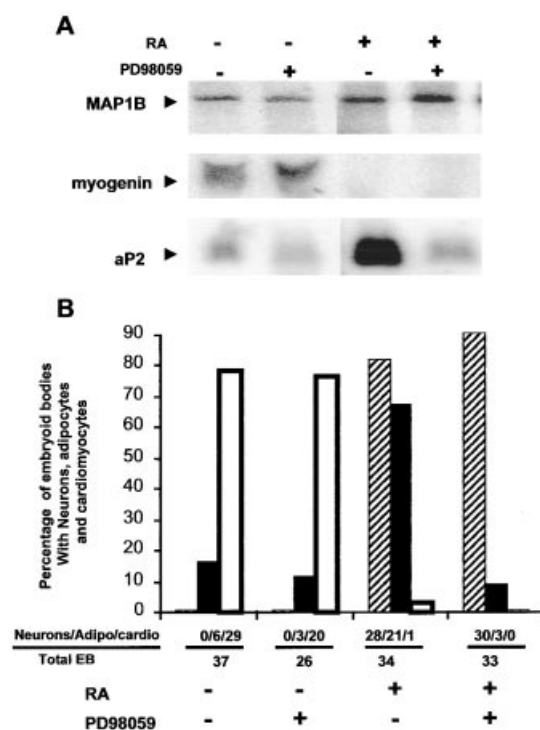 A
RA - - + +
PD98059 - + - +
MAP1B
myogenin
aP2
B
Percentage of embryoid bodies
With Neurons, adipocytes
and cardiomyocytes
90
80
70
60
50
40
30
20
10
0
Neurons/Adipo/cardio 0/6/29 0/3/20 28/21/1 30/3/0
Total EB 37 26 34 33
RA - - + +
PD98059 - + - +